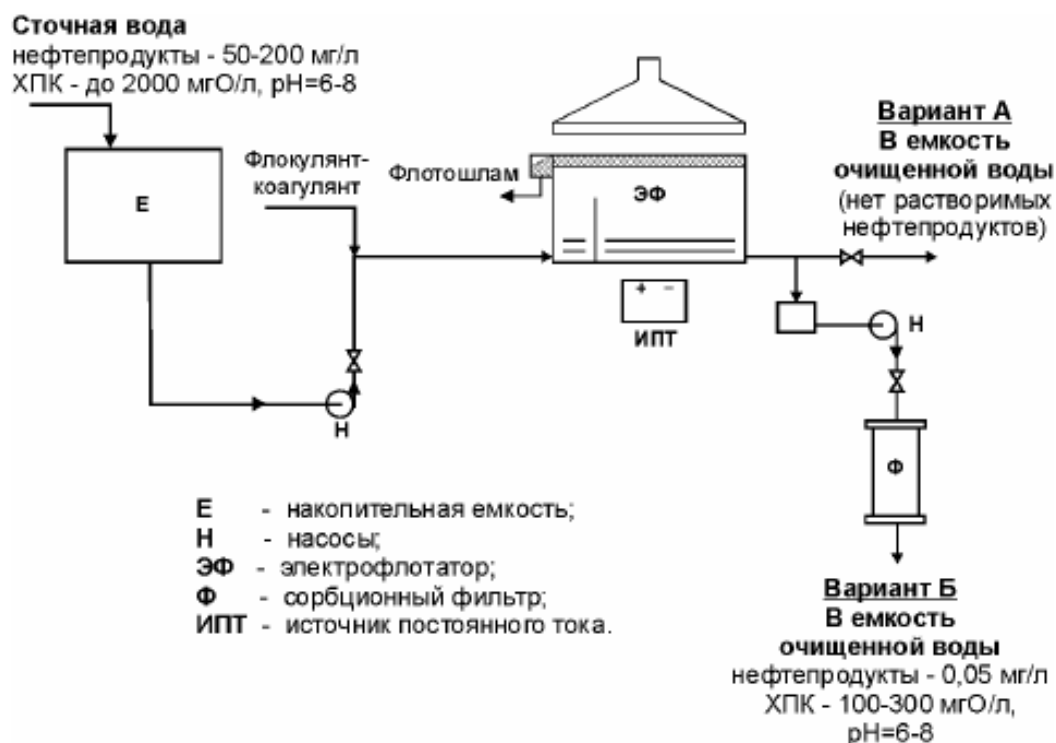 Сточная вода
нефтепродукты - 50-200 мг/л
ХПК - до 2000 мгО/л, рН=6-8
Е
Флокулянт-
коагулянт
Н
Флотошлам
ЭФ
+ −
ИПТ
Вариант А
В емкость
очищенной воды
(нет растворимых
нефтепродуктов)
Н
Ф
Е - накопительная емкость;
Н - насосы;
ЭФ - электрофлотатор;
Ф - сорбционный фильтр;
ИПТ - источник постоянного тока.
Вариант Б
В емкость
очищенной воды
нефтепродукты - 0,05 мг/л
ХПК - 100-300 мгО/л,
рН=6-8